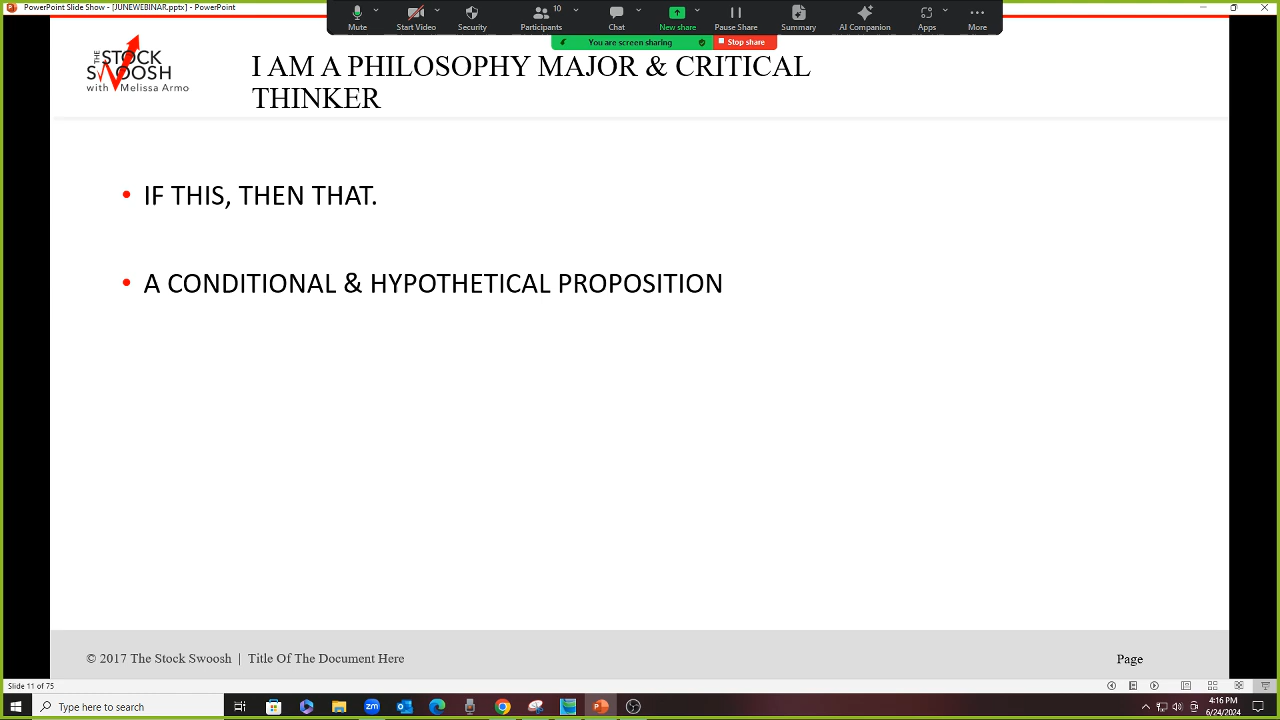 PowerPoint Slide Show - [JUNEWEBINAR.pptx] - PowerPoint
10
Mute
Start Video
Security
Participants
Chat
New share
Pause Share
Summary
AI Companion
Apps
More
You are screen sharing
Stop share
THE STOCK
SWOOSH
with Melissa Armo
I AM A PHILOSOPHY MAJOR & CRITICAL
THINKER
• IF THIS, THEN THAT.
• A CONDITIONAL & HYPOTHETICAL PROPOSITION
© 2017 The Stock Swoosh | Title Of The Document Here
Page
Slide 11 of 75
Type here to search
zm
4:16 PM
6/24/2024